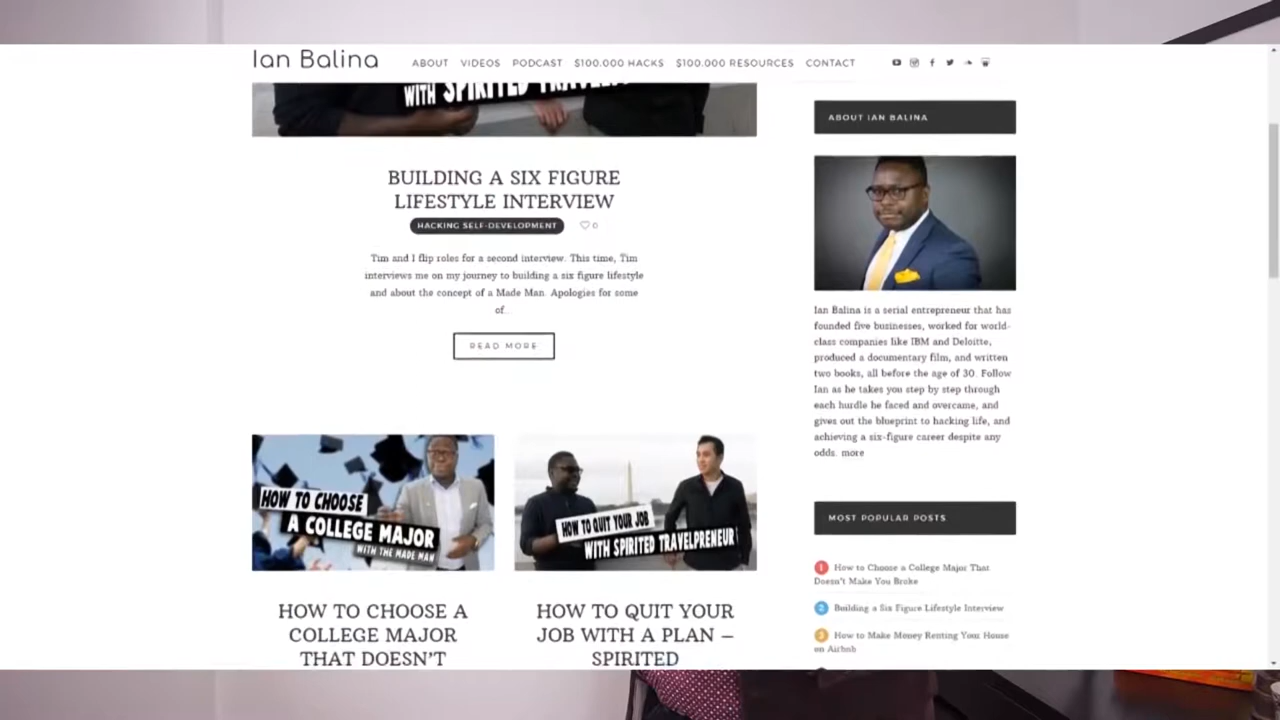 Ian Balina
ABOUT VIDEOS PODCAST $100.000 HACKS $100.000 RESOURCES CONTACT
WITH SPIRITED
BUILDING A SIX FIGURE
LIFESTYLE INTERVIEW
HACKING SELF-DEVELOPMENT 0
Tim and I flip roles for a second interview. This time, Tim
interviews me on my journey to building a six figure lifestyle
and about the concept of a Made Man. Apologies for some
of...
READ MORE
HOW TO CHOOSE
A COLLEGE MAJOR
WITH THE MADE MAN
HOW TO QUIT YOUR JOB
WITH SPIRITED TRAVELPRENEUR
HOW TO CHOOSE A
COLLEGE MAJOR
THAT DOESN'T
HOW TO QUIT YOUR
JOB WITH A PLAN –
SPIRITED
ABOUT IAN BALINA
Ian Balina is a serial entrepreneur that has
founded five businesses, worked for world-
class companies like IBM and Deloitte,
produced a documentary film, and written
two books, all before the age of 30. Follow
Ian as he takes you step by step through
each hurdle he faced and overcame, and
gives out the blueprint to hacking life, and
achieving a six-figure career despite any
odds. more
MOST POPULAR POSTS
1 How to Choose a College Major That
Doesn't Make You Broke
2 Building a Six Figure Lifestyle Interview
3 How to Make Money Renting Your House
on Airbnb